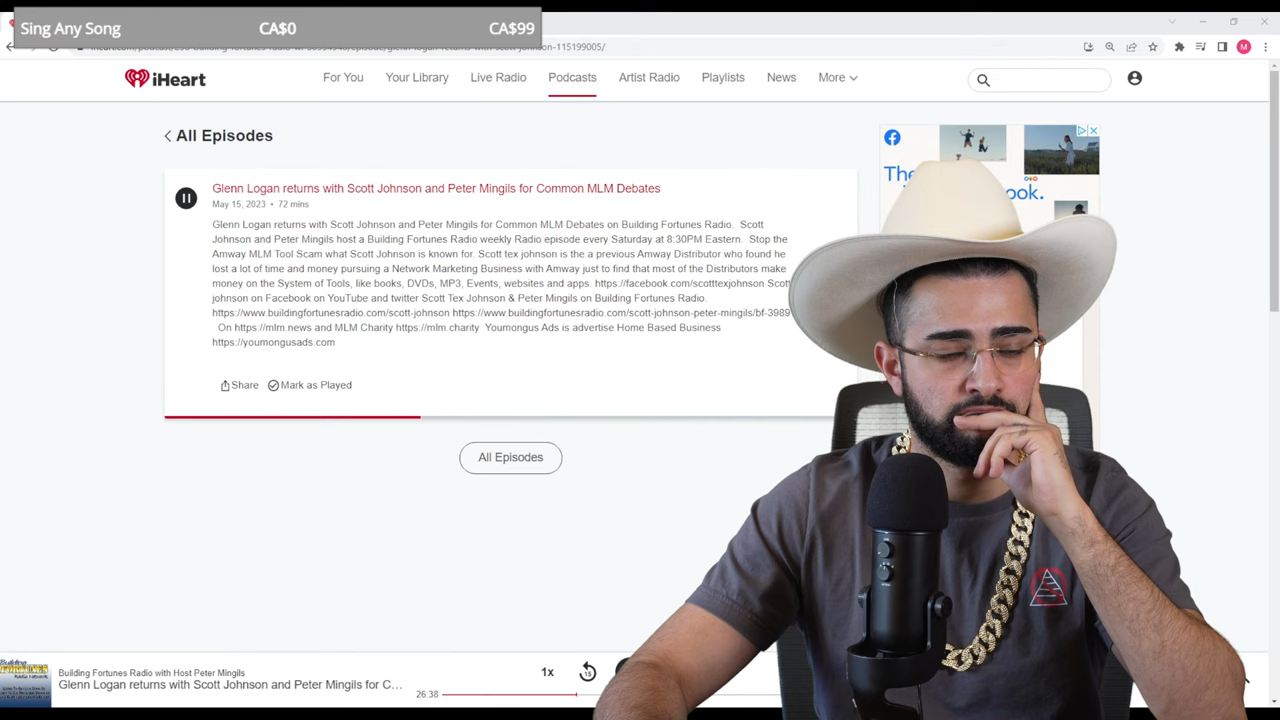 Sing Any Song CA$0 CA$99
For You Your Library Live Radio Podcasts Artist Radio Playlists News More
iHeart
All Episodes
Glenn Logan returns with Scott Johnson and Peter Mingils for Common MLM Debates
May 15, 2023 • 72 mins
Glenn Logan returns with Scott Johnson and Peter Mingils for Common MLM Debates on Building Fortunes Radio. Scott
Johnson and Peter Mingils host a Building Fortunes Radio weekly Radio episode every Saturday at 8:30PM Eastern. Stop the
Amway MLM Tool Scam what Scott Johnson is known for. Scott tex johnson is the a previous Amway Distributor who found he
lost a lot of time and money pursuing a Network Marketing Business with Amway just to find that most of the Distributors make
money on the System of Tools, like books, DVDs, MP3, Events, websites and apps. https://facebook.com/scotttexjohnson Scott
johnson on Facebook on YouTube and twitter Scott Tex Johnson & Peter Mingils on Building Fortunes Radio.
https://www.buildingfortunesradio.com/scott-johnson https://www.buildingfortunesradio.com/scott-johnson-peter-mingils/bf-3989
On https://mlm.news and MLM Charity https://mlm.charity Youmongus Ads is advertise Home Based Business
https://youmongusads.com
Share Mark as Played
All Episodes
The
ok.
Building Fortunes Radio with Host Peter Mingils
Glenn Logan returns with Scott Johnson and Peter Mingils for C...
1x
15
26:38